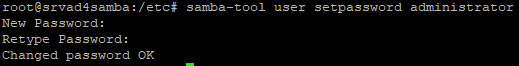 root@srvad4samba:/etc# samba-tool user setpassword administrator
New Password:
Retype Password:
Changed password OK